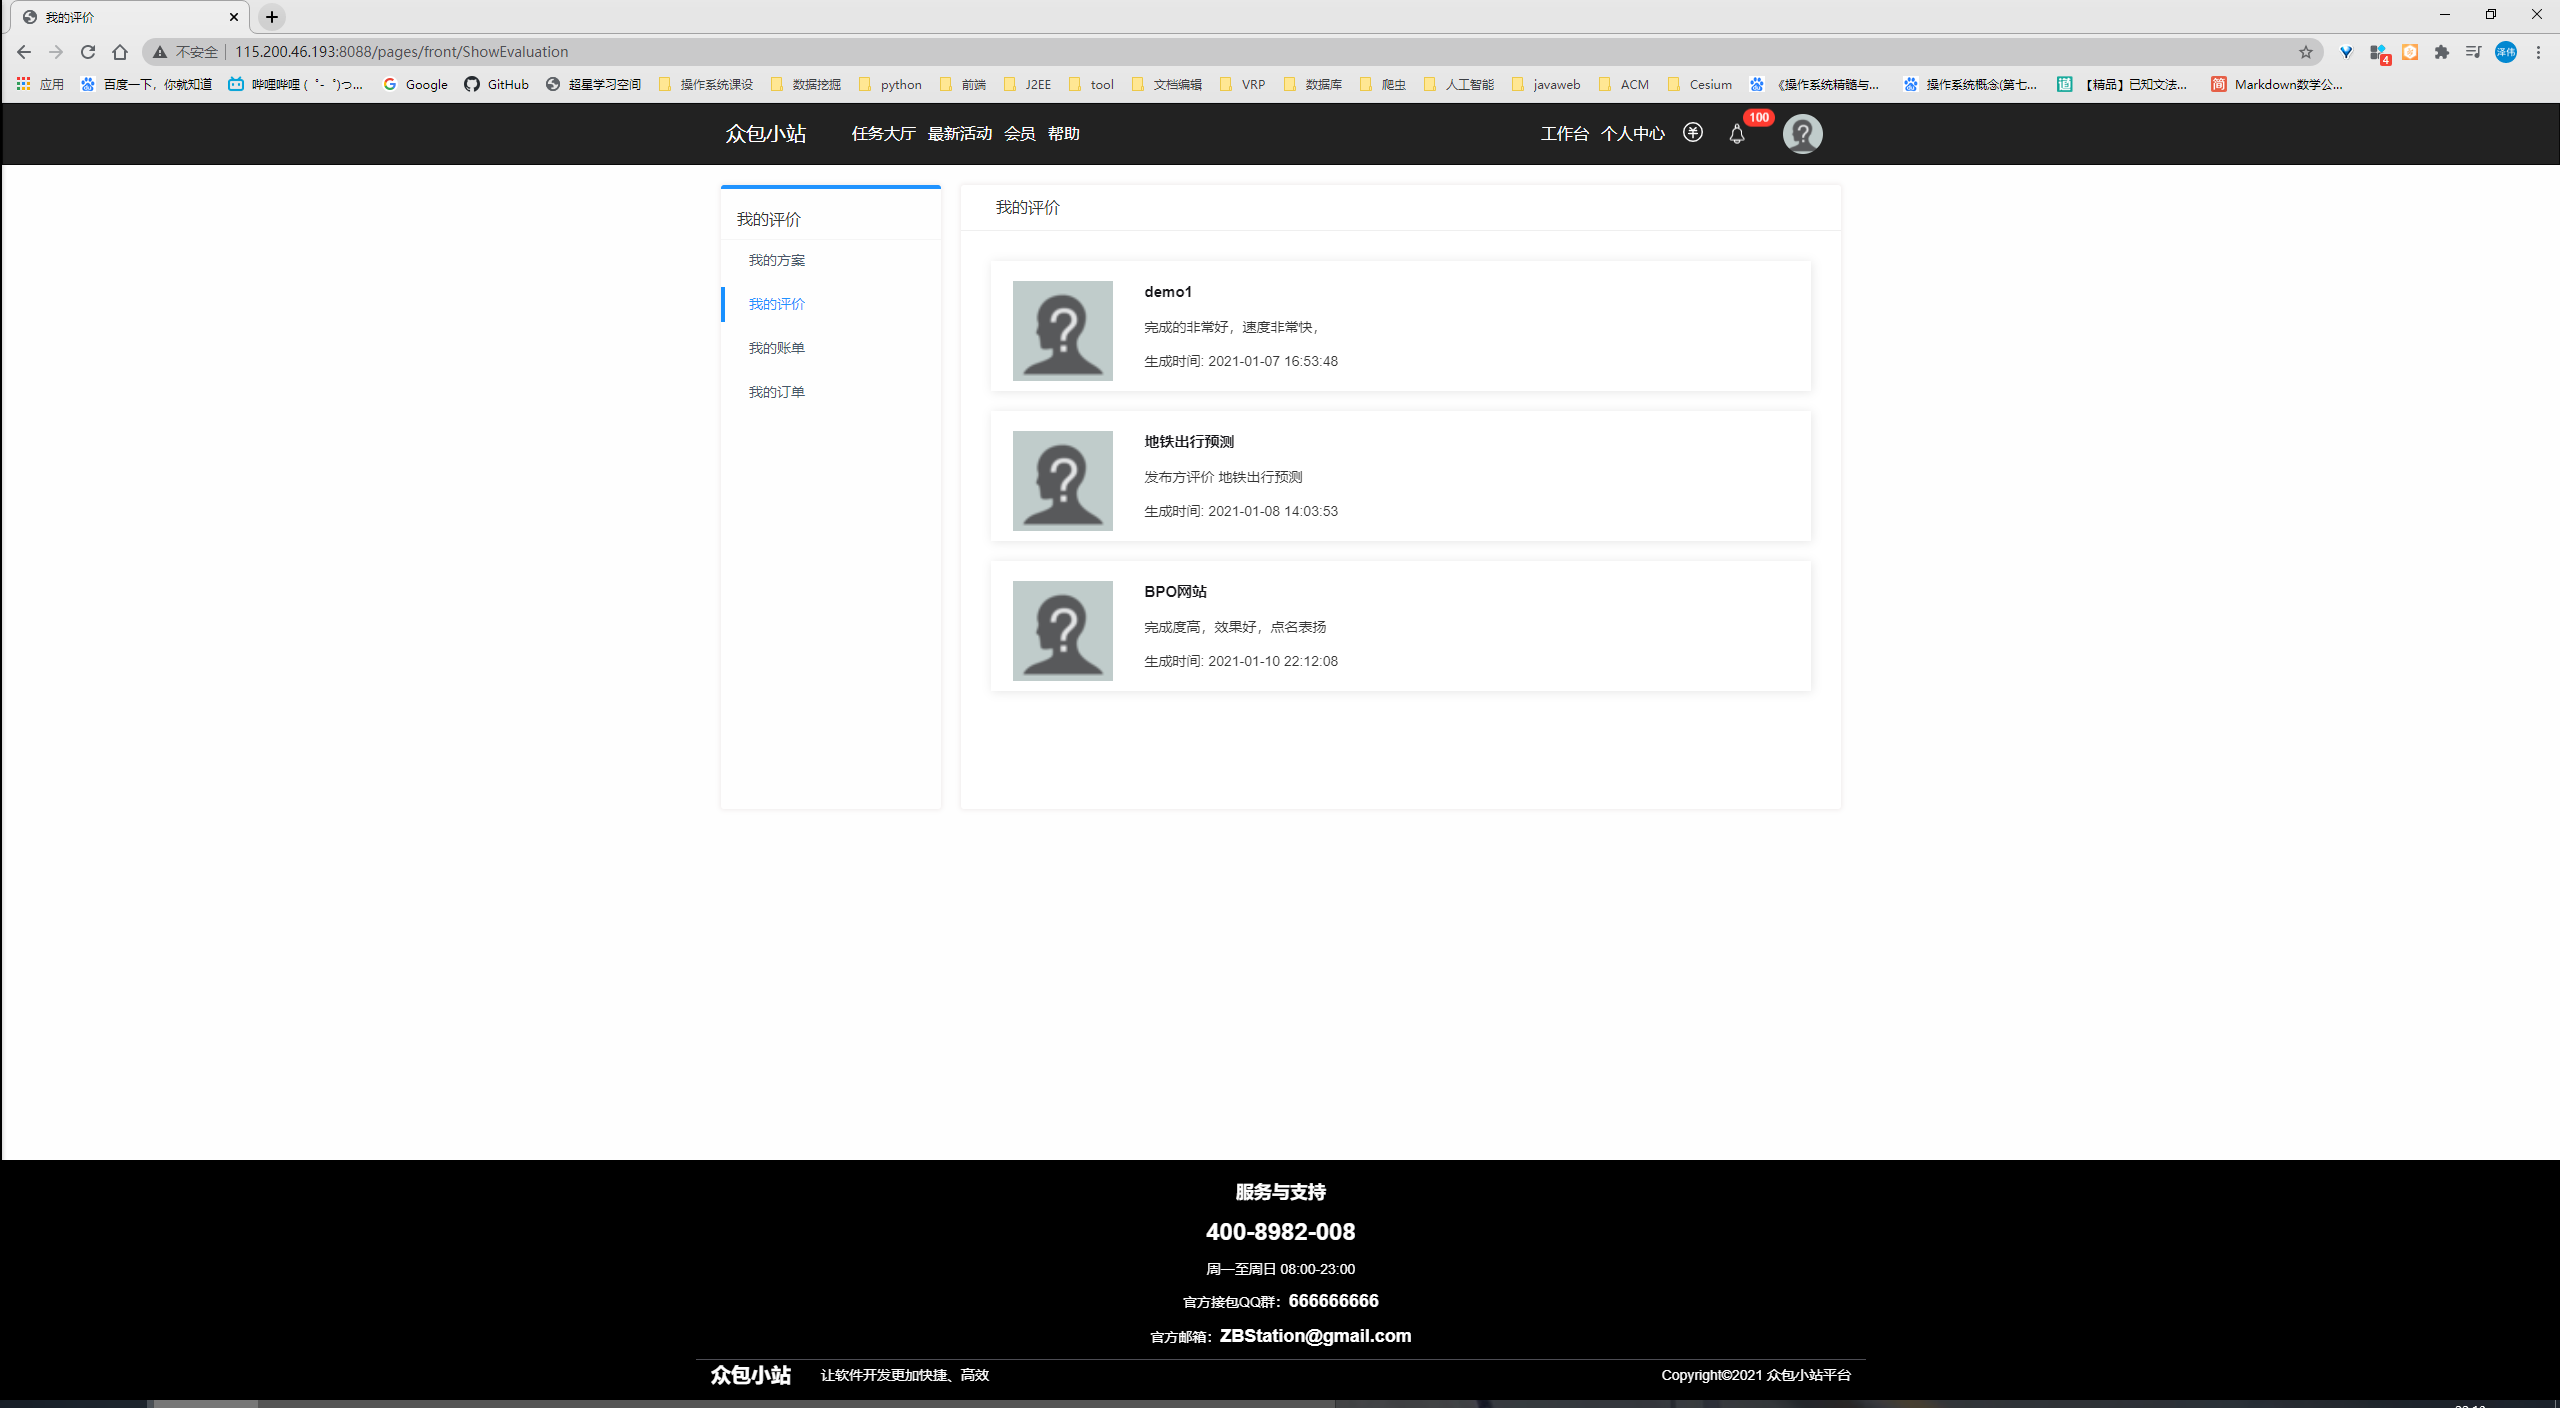 我的评价
不安全 115.200.46.193:8088/pages/front/ShowEvaluation
应用 百度一下，你就知道 哔哩哔哩 ( ゜- ゜)つ... Google GitHub 超星学习空间 操作系统课设 数据挖掘 python 前端 J2EE tool 文档编辑 VRP 数据库 爬虫 人工智能 javaweb ACM Cesium 《操作系统精髓与... 操作系统概念(第七... 【精品】已知文法... Markdown数学公...
泽伟
4
众包小站 任务大厅 最新活动 会员 帮助 工作台 个人中心 100
我的评价
我的方案
我的评价
我的账单
我的订单
我的评价
demo1
完成的非常好，速度非常快，
生成时间: 2021-01-07 16:53:48
地铁出行预测
发布方评价 地铁出行预测
生成时间: 2021-01-08 14:03:53
BPO网站
完成度高，效果好，点名表扬
生成时间: 2021-01-10 22:12:08
服务与支持
400-8982-008
周一至周日 08:00-23:00
官方接包QQ群：666666666
官方邮箱：ZBStation@gmail.com
众包小站 让软件开发更加快捷、高效 Copyright©2021 众包小站平台